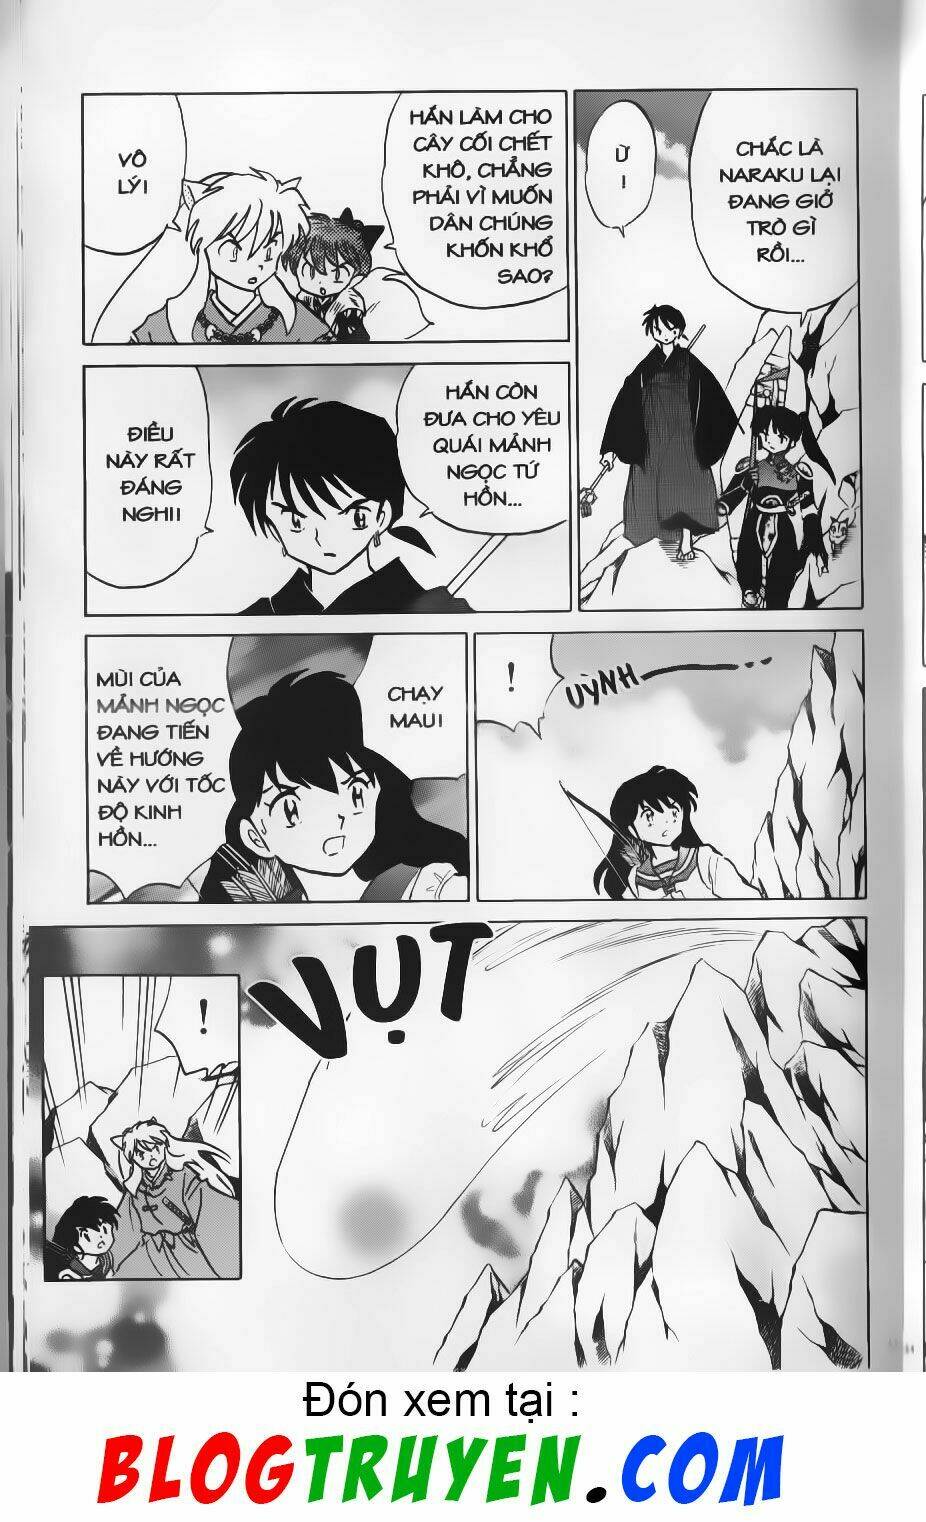 CHẮC LÀ
NARAKU LẠI
ĐANG GIỞ
TRÒ GÌ
RỒI...
Ừ
!
HẮN LÀM CHO
CÂY CỐI CHẾT
KHÔ, CHẲNG
PHẢI VÌ MUỐN
DÂN CHÚNG
KHỐN KHỔ
SAO?
VÔ
LÝ!
HẮN CÒN
ĐƯA CHO YÊU
QUÁI MẢNH
NGỌC TỨ
HỒN...
ĐIỀU
NÀY RẤT
ĐÁNG
NGHI!
!
UỲNH
CHẠY
MAU!
MÙI CỦA
MẢNH NGỌC
ĐANG TIẾN
VỀ HƯỚNG
NÀY VỚI TỐC
ĐỘ KINH
HỒN...
VỤT
!
Đón xem tại :
BLOGTRUYEN.COM